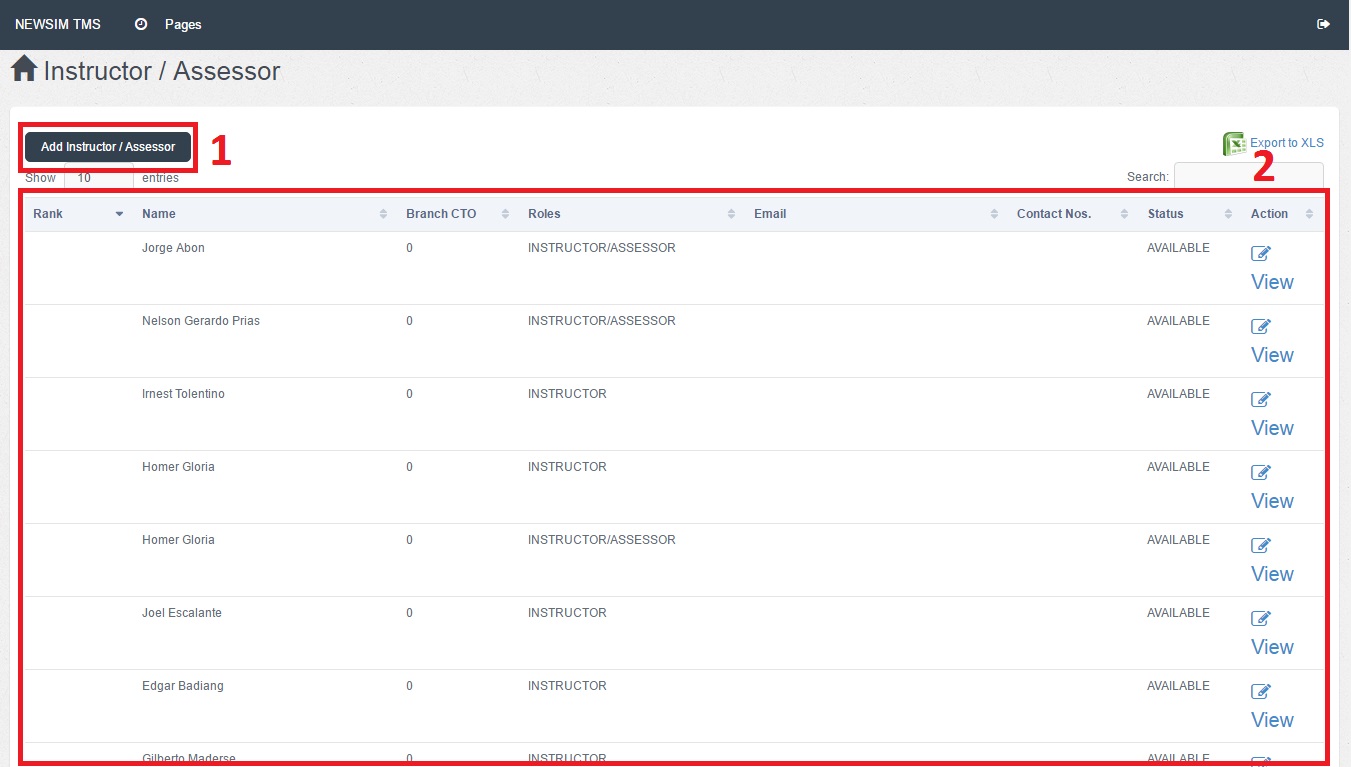 NEWSIM TMS Pages
Instructor / Assessor
Add Instructor / Assessor 1 Export to XLS
Show 10 entries Search: 2
Rank Name Branch CTO Roles Email Contact Nos. Status Action
Jorge Abon 0 INSTRUCTOR/ASSESSOR AVAILABLE
View
Nelson Gerardo Prias 0 INSTRUCTOR/ASSESSOR AVAILABLE
View
Irnest Tolentino 0 INSTRUCTOR AVAILABLE
View
Homer Gloria 0 INSTRUCTOR AVAILABLE
View
Homer Gloria 0 INSTRUCTOR/ASSESSOR AVAILABLE
View
Joel Escalante 0 INSTRUCTOR AVAILABLE
View
Edgar Badiang 0 INSTRUCTOR AVAILABLE
View
Gilberto Maderse 0 INSTRUCTOR AVAILABLE